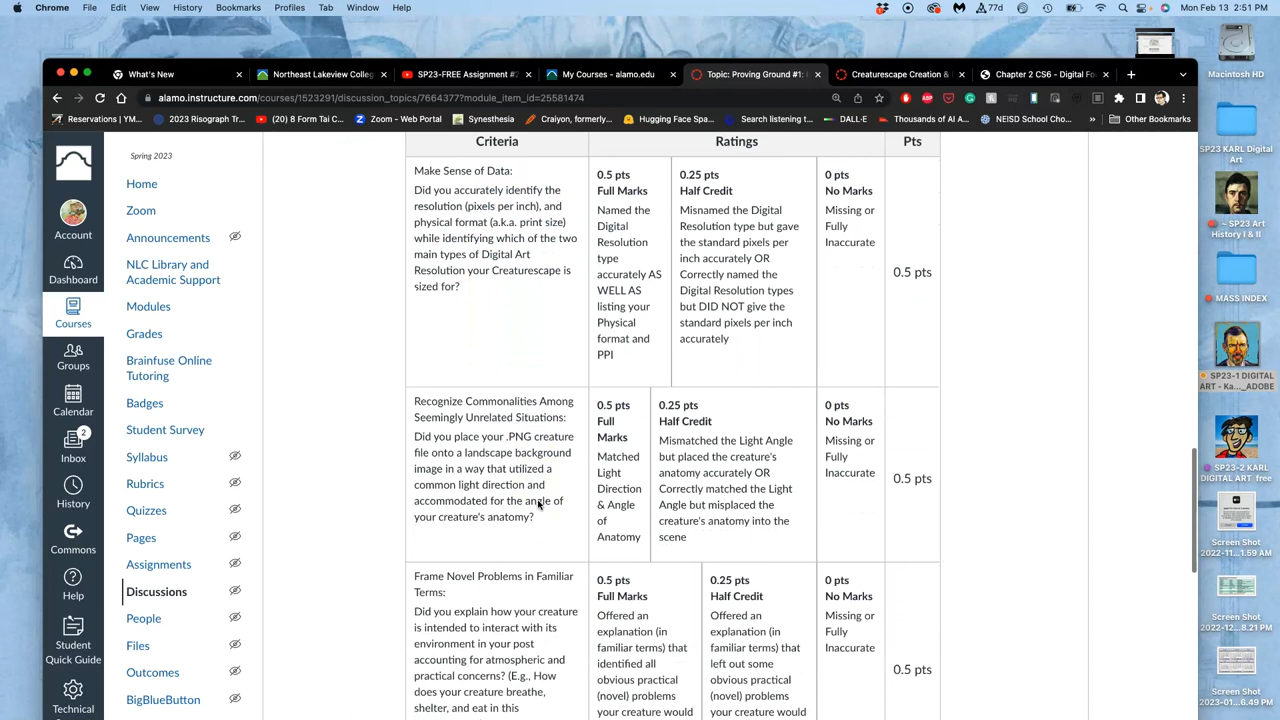 Chrome File Edit View History Bookmarks Profiles Tab Window Help
77d
Mon Feb 13 2:51 PM
What's New
Northeast Lakeview Colleg
SP23-FREE Assignment #2
My Courses - alamo.edu
Topic: Proving Ground #1:
Creaturescape Creation &
Chapter 2 CS6 - Digital Fo
alamo.instructure.com/courses/1523291/discussion_topics/7664377?module_item_id=25581474
Reservations | YM...
2023 Risograph Tr...
(20) 8 Form Tai C...
Zoom - Web Portal
Synesthesia
Craiyon, formerly...
Hugging Face Spa...
Search listening t...
DALL·E
Thousands of AI A...
NEISD School Cho...
»
Other Bookmarks
Spring 2023
Home
Zoom
Announcements
NLC Library and
Academic Support
Modules
Grades
Brainfuse Online
Tutoring
Badges
Student Survey
Syllabus
Rubrics
Quizzes
Pages
Assignments
Discussions
People
Files
Outcomes
BigBlueButton
Account
Dashboard
Courses
Groups
Calendar
2
Inbox
History
Commons
Help
Student
Quick Guide
Technical
Criteria Ratings Pts
Make Sense of Data:
Did you accurately identify the
resolution (pixels per inch), and
physical format (a.k.a. print size)
while identifying which of the two
main types of Digital Art
Resolution your Creaturescape is
sized for?
0.5 pts
Full Marks
Named the
Digital
Resolution
type
accurately AS
WELL AS
listing your
Physical
format and
PPI
0.25 pts
Half Credit
Misnamed the Digital
Resolution type but gave
the standard pixels per
inch accurately OR
Correctly named the
Digital Resolution types
but DID NOT give the
standard pixels per inch
accurately
0 pts
No Marks
Missing or
Fully
Inaccurate
0.5 pts
Recognize Commonalities Among
Seemingly Unrelated Situations:
Did you place your .PNG creature
file onto a landscape background
image in a way that utilized a
common light direction and
accommodated for the angle of
your creature's anatomy?
0.5 pts
Full
Marks
Matched
Light
Direction
& Angle
of
Anatomy
0.25 pts
Half Credit
Mismatched the Light Angle
but placed the creature's
anatomy accurately OR
Correctly matched the Light
Angle but misplaced the
creature's anatomy into the
scene
0 pts
No Marks
Missing or
Fully
Inaccurate
0.5 pts
Frame Novel Problems in Familiar
Terms:
Did you explain how your creature
is intended to interact with its
environment in your post
accounting for atmospheric and
practical concerns? (E.g. How
does your creature breathe,
shelter, and eat in this
0.5 pts
Full Marks
Offered an
explanation (in
familiar terms) that
identified all
obvious practical
(novel) problems
your creature would
0.25 pts
Half Credit
Offered an
explanation (in
familiar terms) that
left out some
obvious practical
(novel) problems
your creature would
0 pts
No Marks
Missing or
Fully
Inaccurate
0.5 pts
Macintosh HD
SP23 KARL Digital
Art
~ SP23 Art
History I & II
MASS INDEX
SP23-1 DIGITAL
ART - Ka..._ADOBE
SP23-2 KARL
DIGITAL ART free
Screen Shot
2022-11...1.59 AM
Screen Shot
2022-12...8.21 PM
Screen Shot
2023-01...6.49 PM